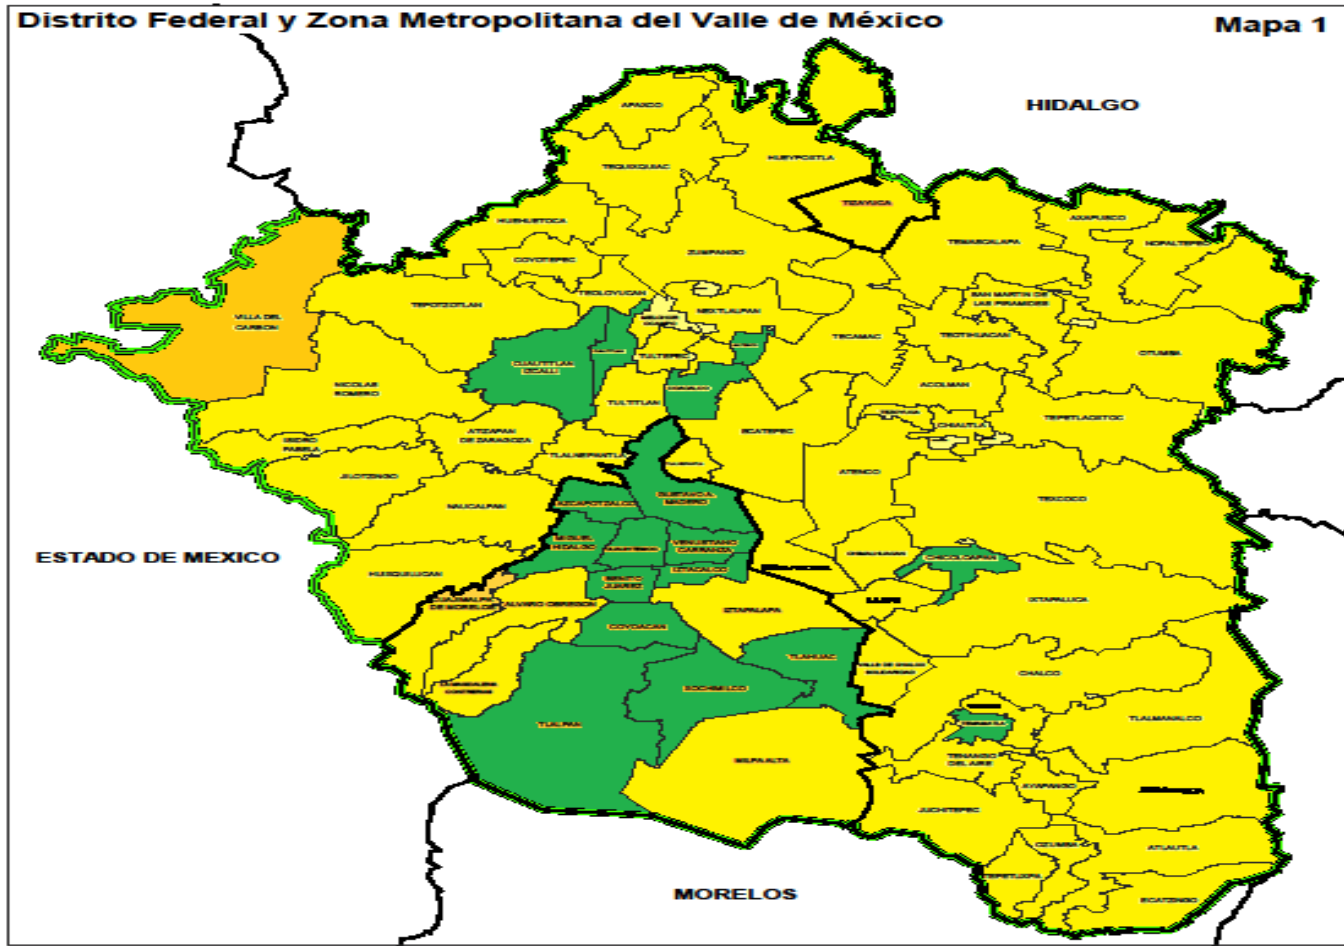 Distrito Federal y Zona Metropolitana del Valle de México
Mapa 1
HIDALGO
APAXCO
HUEYPOXTLA
TEQUIXQUIAC
TIZAYUCA
AXAPUSCO
HUEHUETOCA
TEMASCALAPA
NOPALTEPEC
ZUMPANGO
COYOTEPEC
TEOLOYUCAN
TEPOTZOTLAN
SAN MARTIN DE
LAS PIRAMIDES
NEXTLALPAN
VILLA DEL
CARBON
TECAMAC
TEOTIHUACAN
OTUMBA
TULTEPEC
CUAUTITLAN
IZCALLI
NICOLAS
ROMERO
ACOLMAN
TULTITLAN
TEPETLAOXTOC
CHIAUTLA
ATIZAPAN
DE ZARAGOZA
ECATEPEC
ISIDRO
FABELA
TLALNEPANTLA
JILOTZINGO
ATENCO
TEXCOCO
GUSTAVO A.
MADERO
AZCAPOTZALCO
NAUCALPAN
MIGUEL
HIDALGO
VENUSTIANO
CARRANZA
ESTADO DE MEXICO
CHICOLOAPAN
IZTACALCO
HUIXQUILUCAN
BENITO
JUAREZ
CUAJIMALPA
DE MORELOS
ALVARO OBREGON
IZTAPALAPA
IXTAPALUCA
COYOACAN
TLAHUAC
VALLE DE CHALCO
SOLIDARIDAD
CHALCO
LA MAGDALENA
CONTRERAS
XOCHIMILCO
TLALPAN
TLALMANALCO
TENANGO
DEL AIRE
MILPA ALTA
AYAPANGO
JUCHITEPEC
OZUMBA
ATLAUTLA
TEPETLIXPA
MORELOS
ECATZINGO